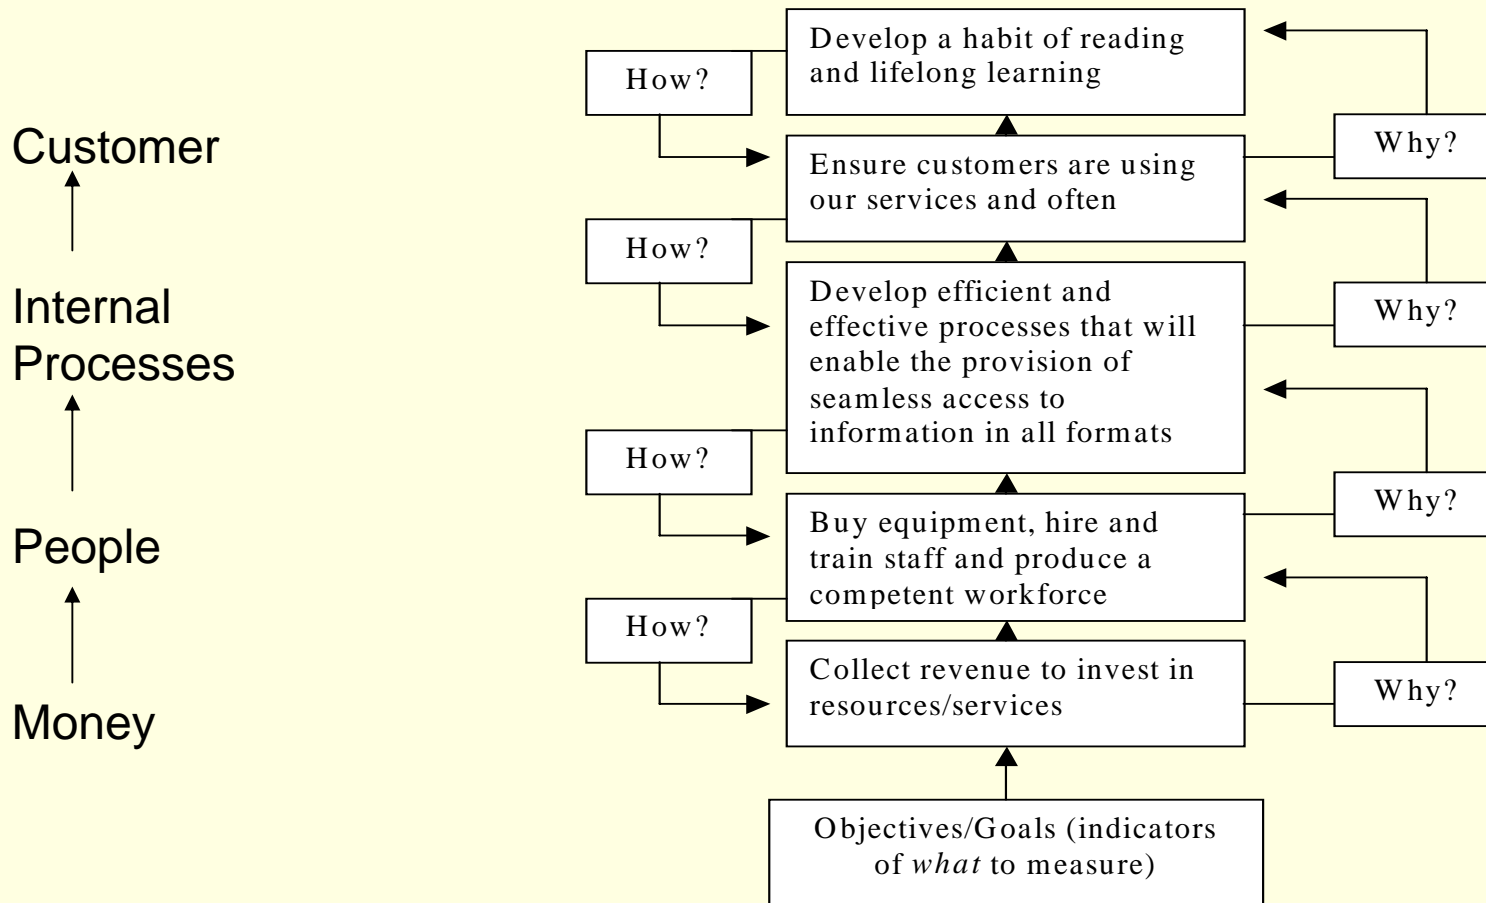 Develop a habit of reading
and lifelong learning
How?
Customer
Why?
Ensure customers are using
our services and often
How?
Internal
Processes
Develop efficient and
effective processes that will
enable the provision of
seamless access to
information in all formats
Why?
How?
Why?
People
Buy equipment, hire and
train staff and produce a
competent workforce
How?
Money
Collect revenue to invest in
resources/services
Why?
Objectives/Goals (indicators
of what to measure)